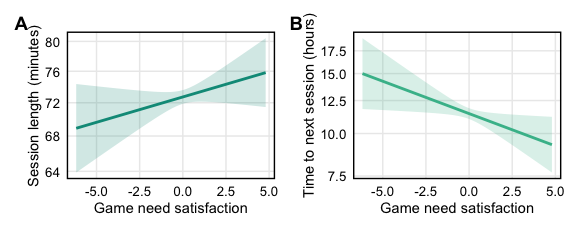 A
Session length (minutes)
80
76
72
68
64
-5.0 -2.5 0.0 2.5 5.0
Game need satisfaction
B
Time to next session (hours)
17.5
15.0
12.5
10.0
7.5
-5.0 -2.5 0.0 2.5 5.0
Game need satisfaction